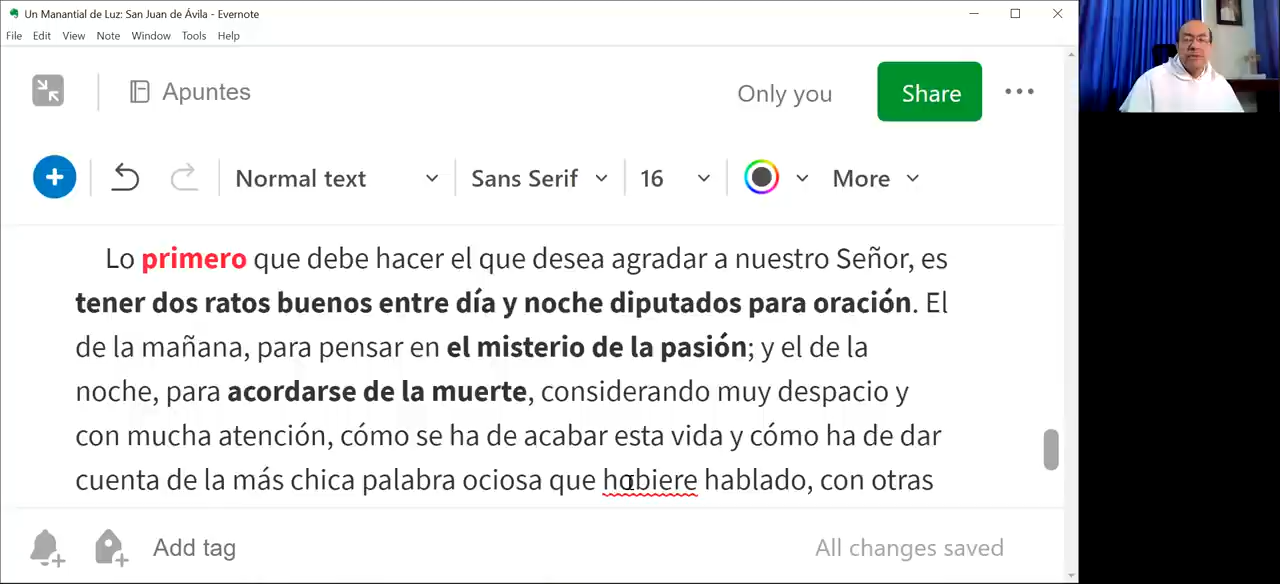 Un Manantial de Luz: San Juan de Ávila - Evernote
File Edit View Note Window Tools Help
Apuntes
Only you
Share
Normal text
Sans Serif
16
More
Lo primero que debe hacer el que desea agradar a nuestro Señor, es
tener dos ratos buenos entre día y noche diputados para oración. El
de la mañana, para pensar en el misterio de la pasión; y el de la
noche, para acordarse de la muerte, considerando muy despacio y
con mucha atención, cómo se ha de acabar esta vida y cómo ha de dar
cuenta de la más chica palabra ociosa que hobiere hablado, con otras
Add tag
All changes saved